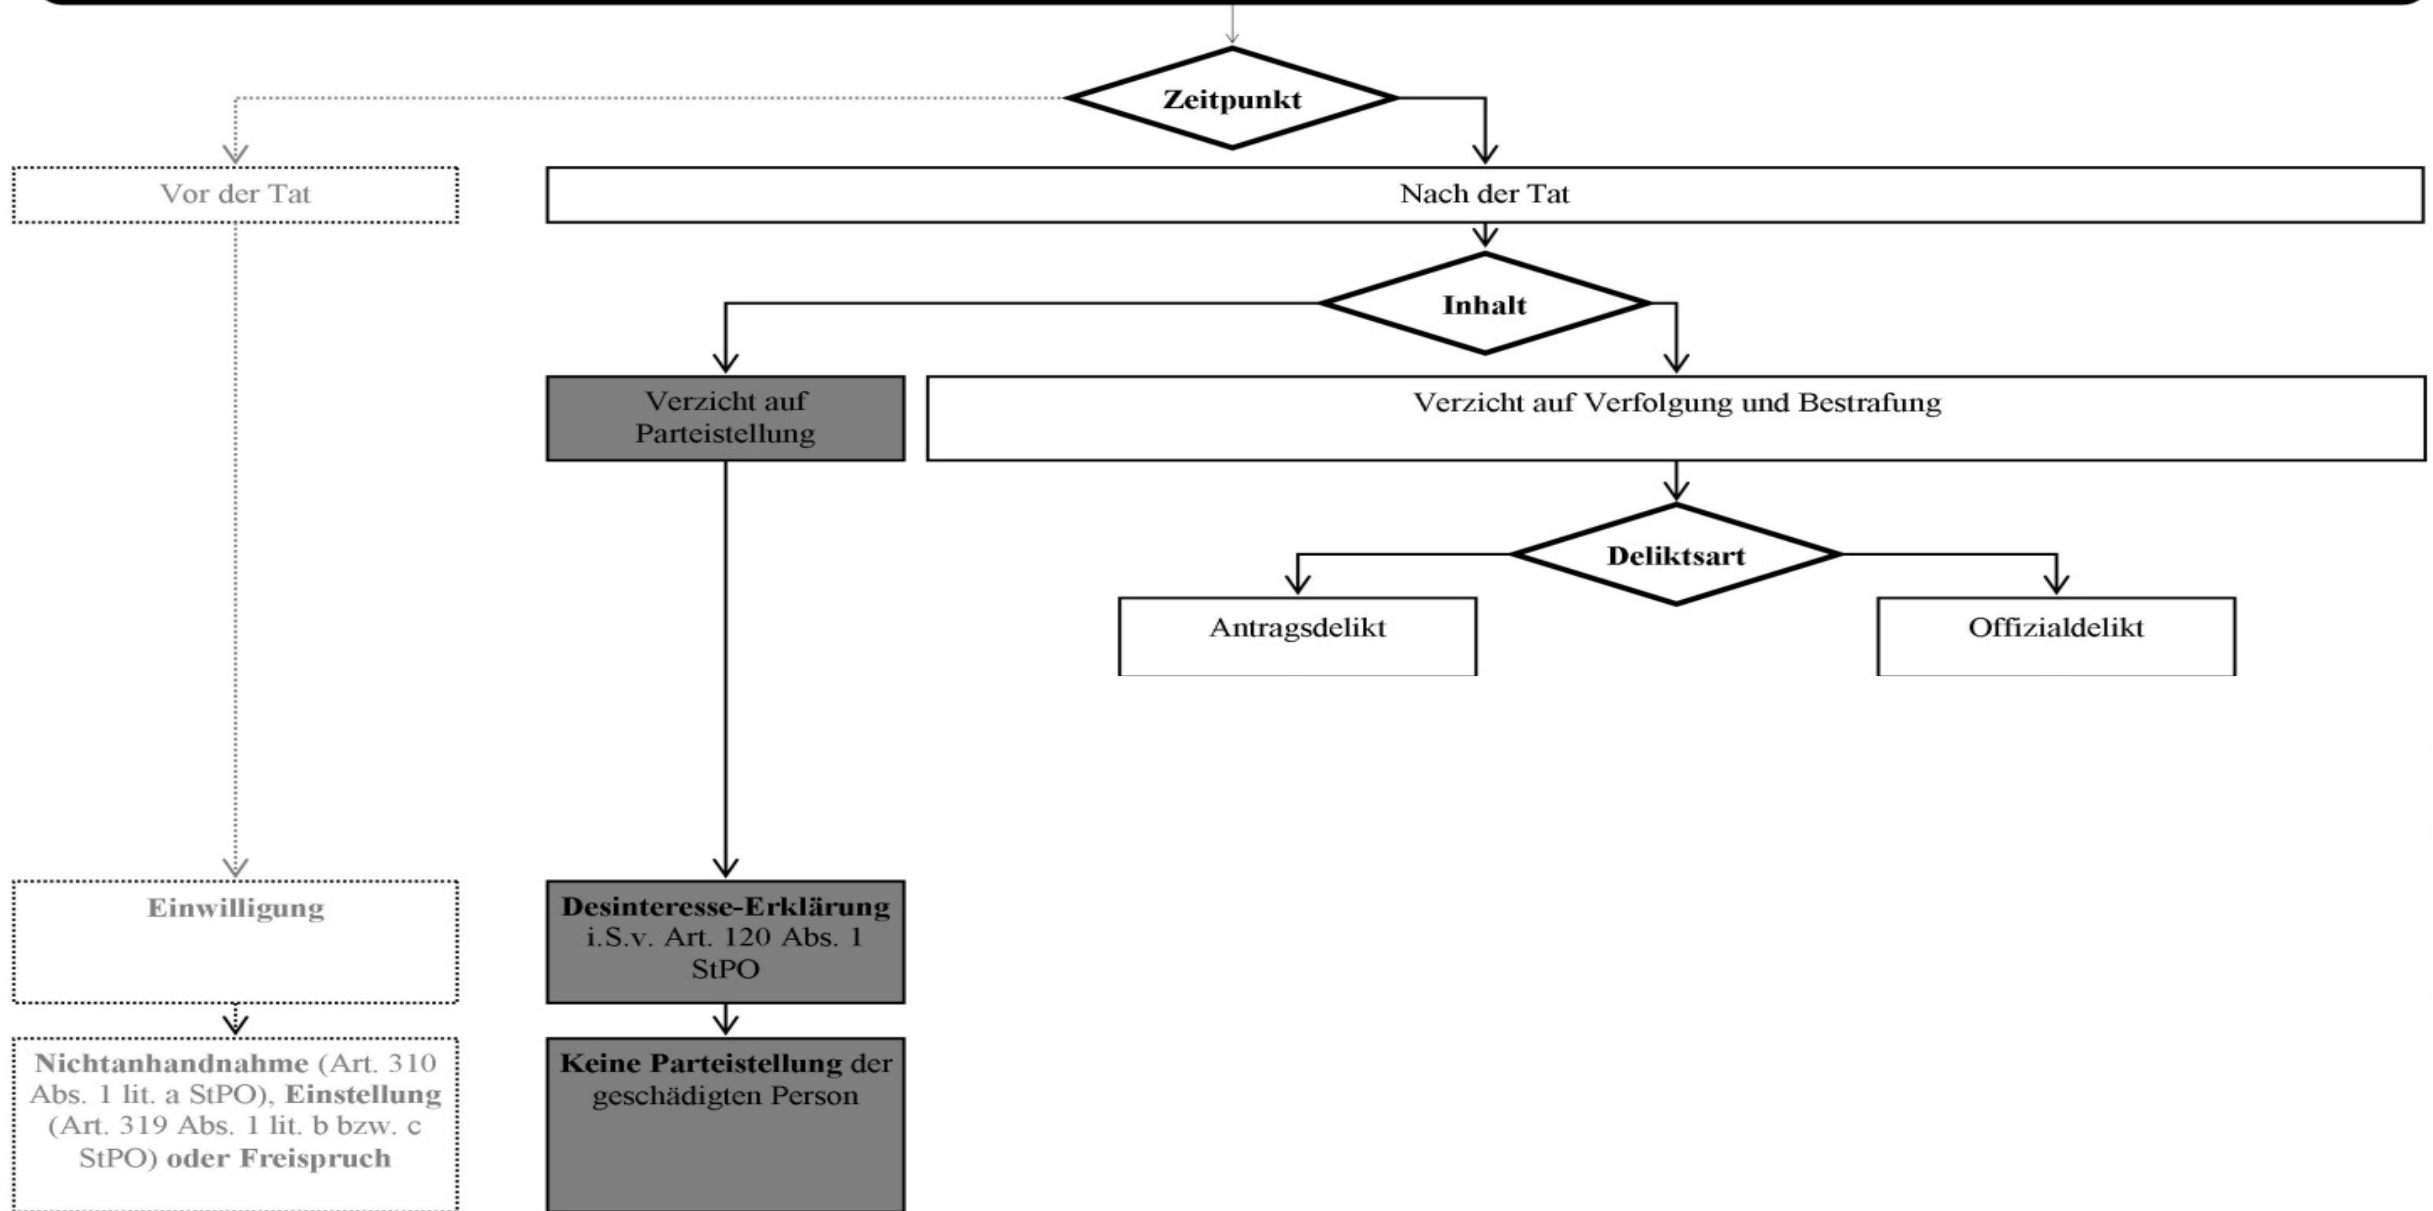 Zeitpunkt
Vor der Tat
Nach der Tat
Inhalt
Verzicht auf
Parteistellung
Verzicht auf Verfolgung und Bestrafung
Deliktsart
Antragsdelikt
Offizialdelikt
Einwilligung
Desinteresse-Erklärung
i.S.v. Art. 120 Abs. 1
StPO
Nichtanhandnahme (Art. 310
Abs. 1 lit. a StPO), Einstellung
(Art. 319 Abs. 1 lit. b bzw. c
StPO) oder Freispruch
Keine Parteistellung der
geschädigten Person